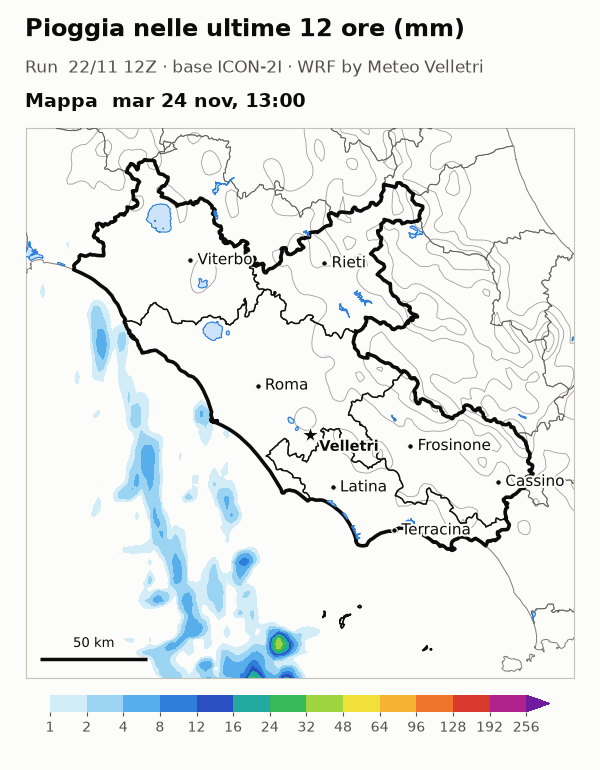 Pioggia nelle ultime 12 ore (mm)
Run  22/11 12Z · base ICON-2I · WRF by Meteo Velletri
Mappa  mar 24 nov, 13:00
Viterbo
Rieti
Roma
Velletri
Frosinone
Cassino
Latina
Terracina
50 km
1 2 4 8 12 16 24 32 48 64 96 128 192 256